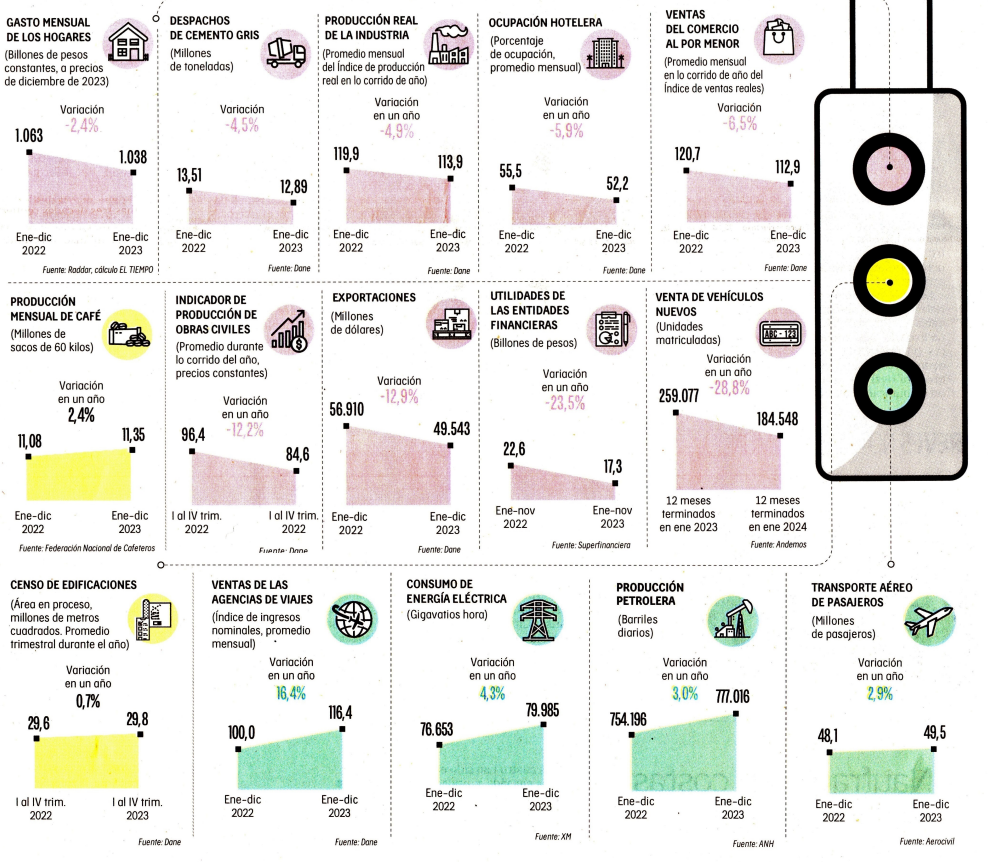 GASTO MENSUAL
DE LOS HOGARES
(Billones de pesos
constantes, a precios
de diciembre de 2023)
Variación
-2,4%
1.063
1.038
Ene-dic
2022
Ene-dic
2023
Fuente: Raddar, cálculo EL TIEMPO
DESPACHOS
DE CEMENTO GRIS
(Millones
de toneladas)
Variación
-4,5%
13,51
12,89
Ene-dic
2022
Ene-dic
2023
Fuente: Dane
PRODUCCIÓN REAL
DE LA INDUSTRIA
(Promedio mensual
del Índice de producción
real en lo corrido de año)
Variación
en un año
-4,9%
119,9
113,9
Ene-dic
2022
Ene-dic
2023
Fuente: Dane
OCUPACIÓN HOTELERA
(Porcentaje
de ocupación,
promedio mensual)
Variación
en un año
-5,9%
55,5
52,2
Ene-dic
2022
Ene-dic
2023
Fuente: Dane
VENTAS
DEL COMERCIO
AL POR MENOR
(Promedio mensual
en lo corrido de año del
Índice de ventas reales)
Variación
en un año
-6,5%
120,7
112,9
Ene-dic
2022
Ene-dic
2023
Fuente: Dane
PRODUCCIÓN
MENSUAL DE CAFÉ
(Millones de
sacos de 60 kilos)
Variación
en un año
2,4%
11,08
11,35
Ene-dic
2022
Ene-dic
2023
Fuente: Federación Nacional de Cafeteros
INDICADOR DE
PRODUCCIÓN DE
OBRAS CIVILES
(Promedio durante
lo corrido del año,
precios constantes)
Variación
en un año
-12,2%
96,4
84,6
I al IV trim.
2022
I al IV trim.
2022
Fuente: Dane
EXPORTACIONES
(Millones
de dólares)
Variación
-12,9%
56.910
49.543
Ene-dic
2022
Ene-dic
2023
Fuente: Dane
UTILIDADES DE
LAS ENTIDADES
FINANCIERAS
(Billones de pesos)
Variación
en un año
-23,5%
22,6
17,3
Ene-nov
2022
Ene-nov
2023
Fuente: Superfinanciera
VENTA DE VEHÍCULOS
NUEVOS
(Unidades
matriculadas)
ABC-123
Variación
en un año
-28,8%
259.077
184.548
12 meses
terminados
en ene 2023
12 meses
terminados
en ene 2024
Fuente: Andemos
CENSO DE EDIFICACIONES
(Área en proceso,
millones de metros
cuadrados. Promedio
trimestral durante el año)
Variación
en un año
0,7%
29,6
29,8
I al IV trim.
2022
I al IV trim.
2023
Fuente: Dane
VENTAS DE LAS
AGENCIAS DE VIAJES
(Índice de ingresos
nominales, promedio
mensual)
Variación
en un año
16,4%
100,0
116,4
Ene-dic
2022
Ene-dic
2023
Fuente: Dane
CONSUMO DE
ENERGÍA ELÉCTRICA
(Gigavatios hora)
Variación
en un año
4,3%
76.653
79.985
Ene-dic
2022
Ene-dic
2023
Fuente: XM
PRODUCCIÓN
PETROLERA
(Barriles
diarios)
Variación
en un año
3,0%
754.196
777.016
Ene-dic
2022
Ene-dic
2023
Fuente: ANH
TRANSPORTE AÉREO
DE PASAJEROS
(Millones
de pasajeros)
Variación
en un año
2,9%
48,1
49,5
Ene-dic
2022
Ene-dic
2023
Fuente: Aerocivil